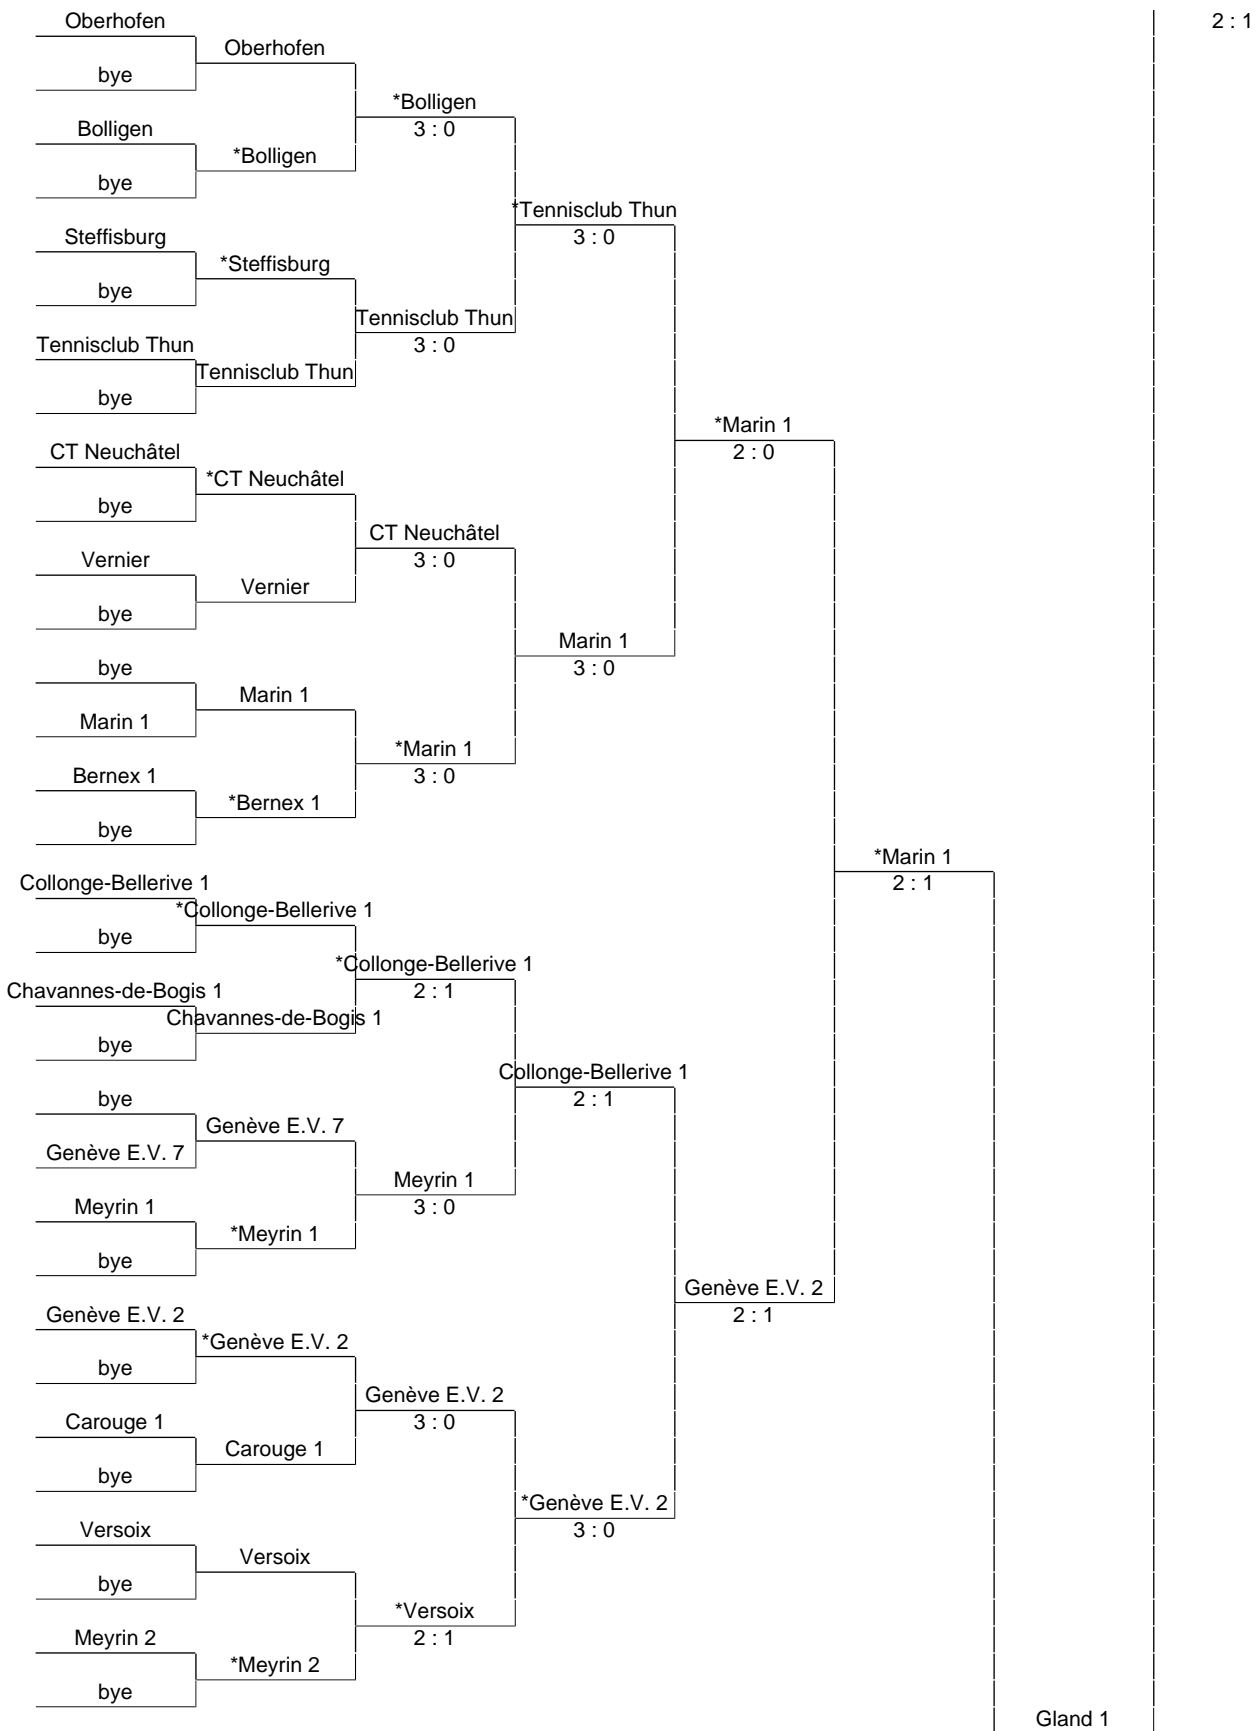 Oberhofen
2 : 1
Oberhofen
bye
*Bolligen
Bolligen
3 : 0
*Bolligen
bye
*Tennisclub Thun
Steffisburg
3 : 0
*Steffisburg
bye
Tennisclub Thun
Tennisclub Thun
3 : 0
Tennisclub Thun
bye
*Marin 1
CT Neuchâtel
2 : 0
*CT Neuchâtel
bye
CT Neuchâtel
Vernier
3 : 0
Vernier
bye
Marin 1
bye
3 : 0
Marin 1
Marin 1
*Marin 1
Bernex 1
3 : 0
*Bernex 1
bye
*Marin 1
Collonge-Bellerive 1
2 : 1
*Collonge-Bellerive 1
bye
*Collonge-Bellerive 1
Chavannes-de-Bogis 1
2 : 1
Chavannes-de-Bogis 1
bye
Collonge-Bellerive 1
bye
2 : 1
Genève E.V. 7
Genève E.V. 7
Meyrin 1
Meyrin 1
3 : 0
*Meyrin 1
bye
Genève E.V. 2
Genève E.V. 2
2 : 1
*Genève E.V. 2
bye
Genève E.V. 2
Carouge 1
3 : 0
Carouge 1
bye
*Genève E.V. 2
Versoix
3 : 0
Versoix
bye
*Versoix
Meyrin 2
2 : 1
*Meyrin 2
bye
Gland 1